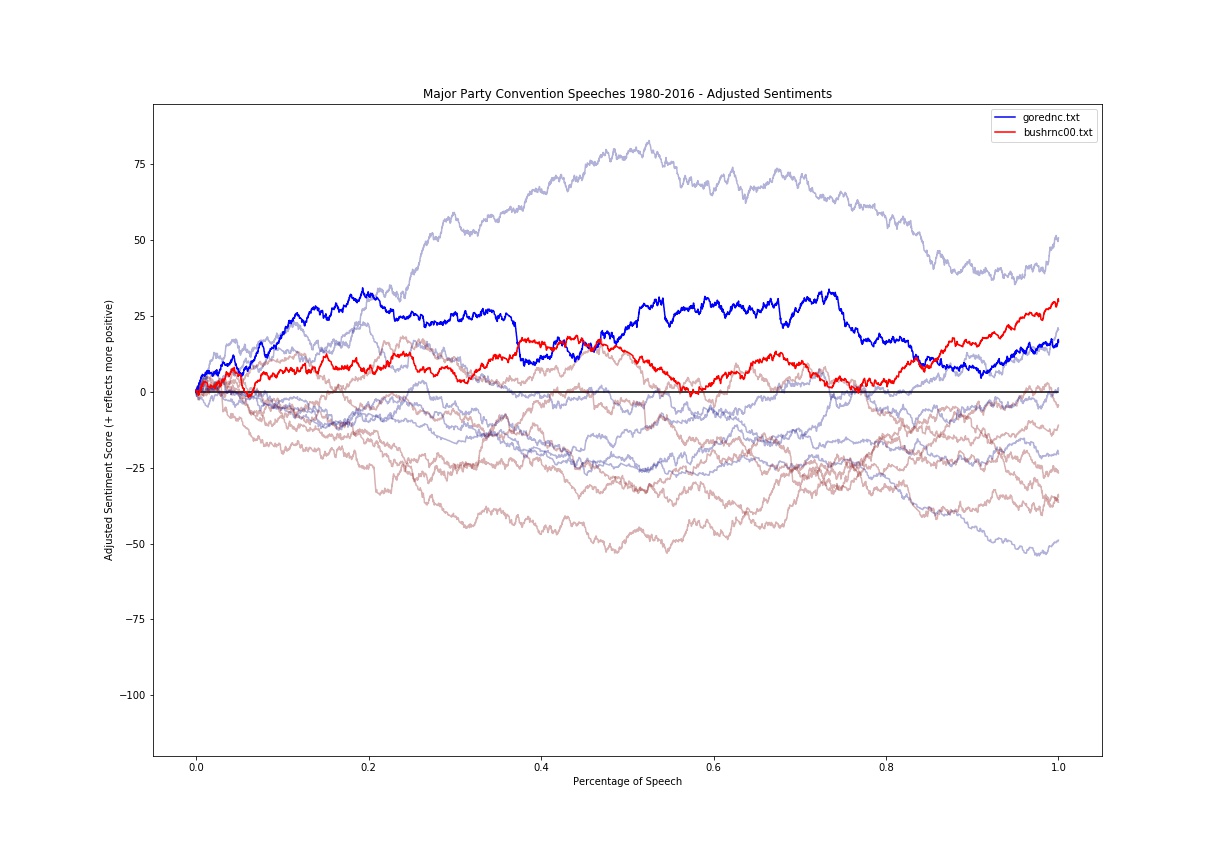 Major Party Convention Speeches 1980-2016 - Adjusted Sentiments
gorednc.txt
bushrnc00.txt
75
50
25
0
−25
−50
−75
−100
Adjusted Sentiment Score (+ reflects more positive)
0.0 0.2 0.4 0.6 0.8 1.0
Percentage of Speech